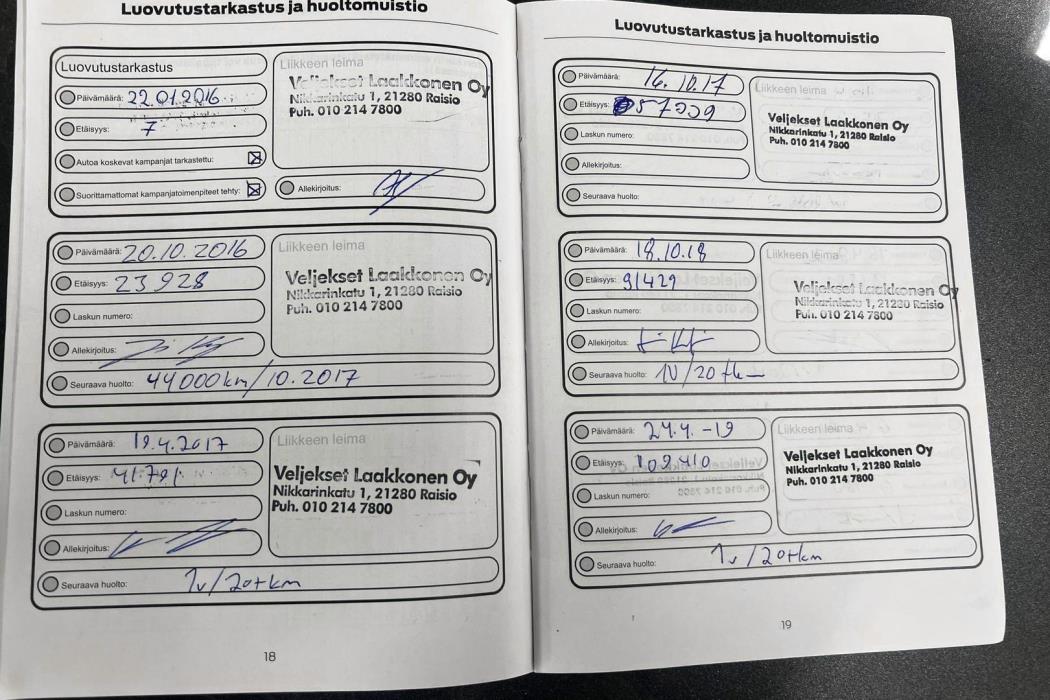 Luovutustarkastus ja huoltomuistio
Luovutustarkastus
Päivämäärä: 22.01.2016
Etäisyys: 7
Autoa koskevat kampanjat tarkastettu:
Suorittamattomat kampanjatoimenpiteet tehty:
Liikkeen leima
Veljekset Laakkonen Oy
Nikkarinkatu 1, 21280 Raisio
Puh. 010 214 7800
Allekirjoitus:
Päivämäärä: 20.10.2016
Etäisyys: 23928
Laskun numero:
Allekirjoitus:
Seuraava huolto: 44000km/10.2017
Liikkeen leima
Veljekset Laakkonen Oy
Nikkarinkatu 1, 21280 Raisio
Puh. 010 214 7800
Päivämäärä: 19.4.2017
Etäisyys: 41.791
Laskun numero:
Allekirjoitus:
Seuraava huolto: 1v/20tkm
Liikkeen leima
Veljekset Laakkonen Oy
Nikkarinkatu 1, 21280 Raisio
Puh. 010 214 7800
18
Luovutustarkastus ja huoltomuistio
Päivämäärä: 16.10.17
Etäisyys:
Laskun numero:
Allekirjoitus:
Seuraava huolto:
Liikkeen leima
Veljekset Laakkonen Oy
Nikkarinkatu 1, 21280 Raisio
Puh. 010 214 7800
Päivämäärä: 18.10.18
Etäisyys: 91429
Laskun numero:
Allekirjoitus:
Seuraava huolto: 1V/20tkm
Liikkeen leima
Veljekset Laakkonen Oy
Nikkarinkatu 1, 21280 Raisio
Puh. 010 214 7800
Päivämäärä: 24.4.-19
Etäisyys: 109410
Laskun numero:
Allekirjoitus:
Seuraava huolto: 1v/20tkm
Liikkeen leima
Veljekset Laakkonen Oy
Nikkarinkatu 1, 21280 Raisio
Puh. 010 214 7800
19